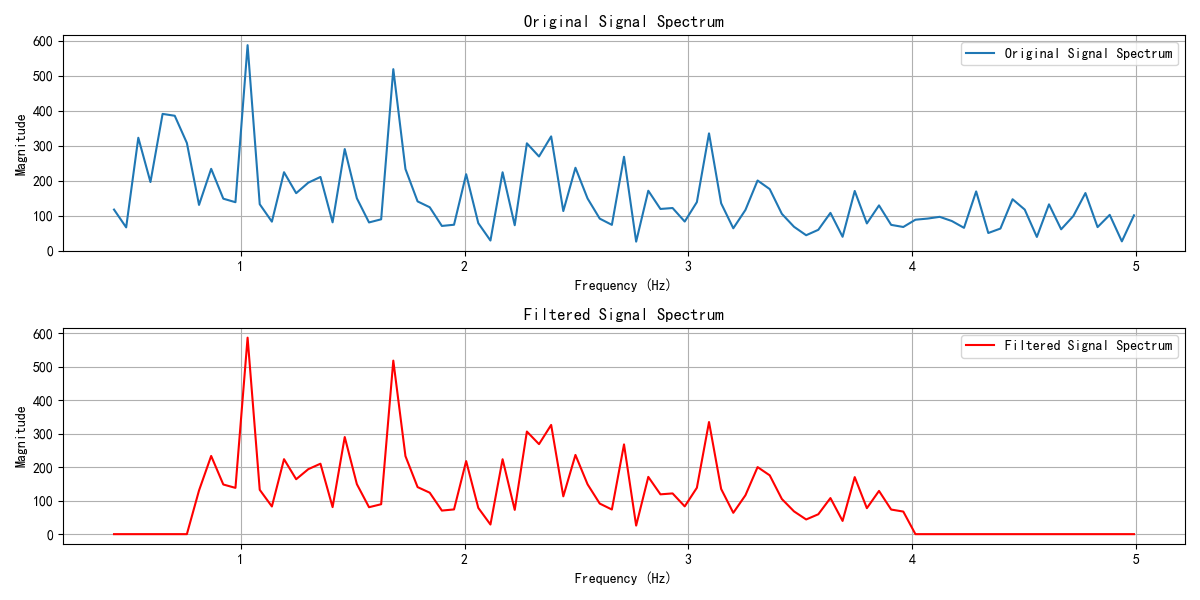 Original Signal Spectrum
600
500
400
300
200
100
0
Magnitude
Original Signal Spectrum
1 2 3 4 5
Frequency (Hz)
Filtered Signal Spectrum
600
500
400
300
200
100
0
Magnitude
Filtered Signal Spectrum
1 2 3 4 5
Frequency (Hz)